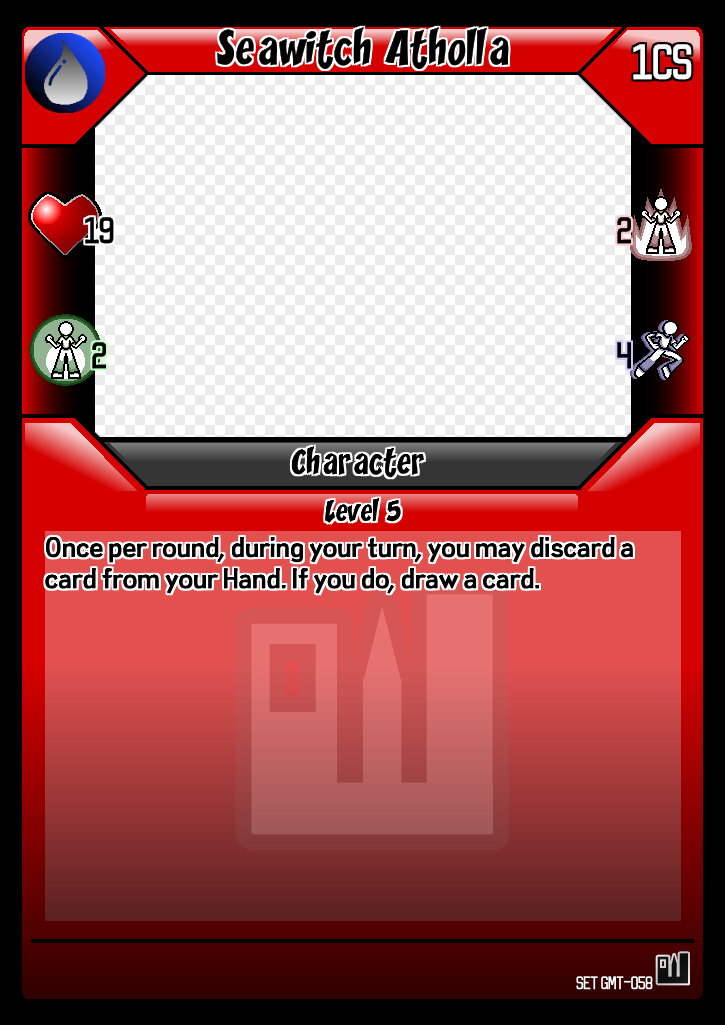 Seawitch Atholla
1CS
19
2
2
4
Character
Level 5
Once per round, during your turn, you may discard a
card from your Hand. If you do, draw a card.
SET GMT-058